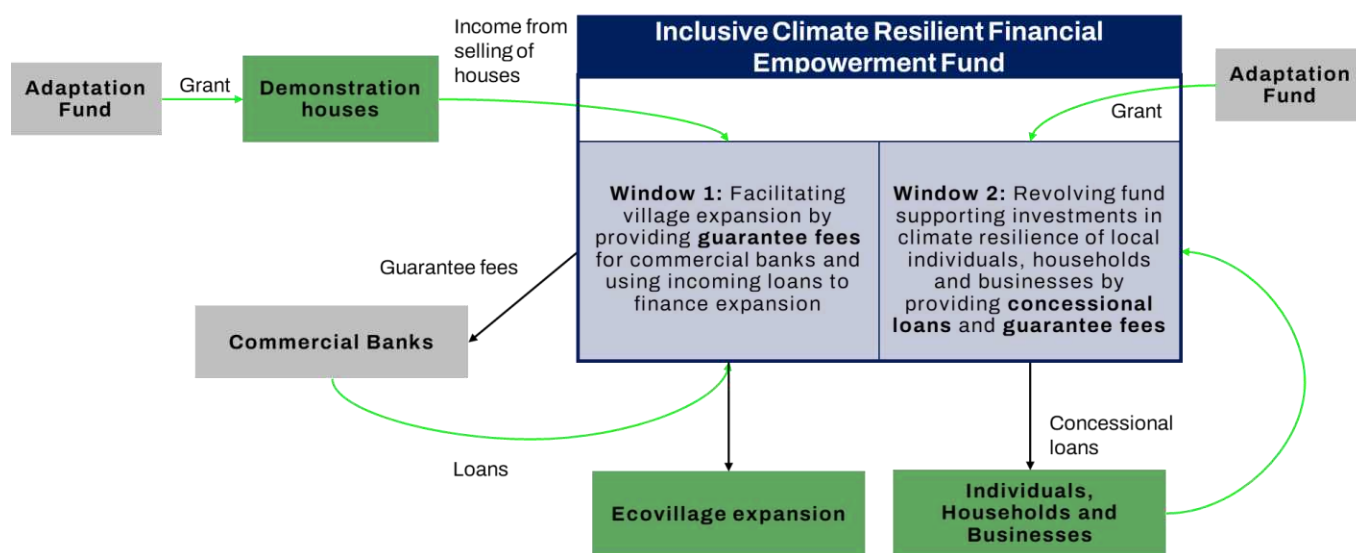 Income from
selling of
houses
Inclusive Climate Resilient Financial
Empowerment Fund
Adaptation
Fund
Grant
Demonstration
houses
Grant
Adaptation
Fund
Window 1: Facilitating
village expansion by
providing guarantee fees
for commercial banks and
using incoming loans to
finance expansion
Window 2: Revolving fund
supporting investments in
climate resilience of local
individuals, households
and businesses by
providing concessional
loans and guarantee fees
Guarantee fees
Commercial Banks
Loans
Concessional
loans
Ecovillage expansion
Individuals,
Households and
Businesses